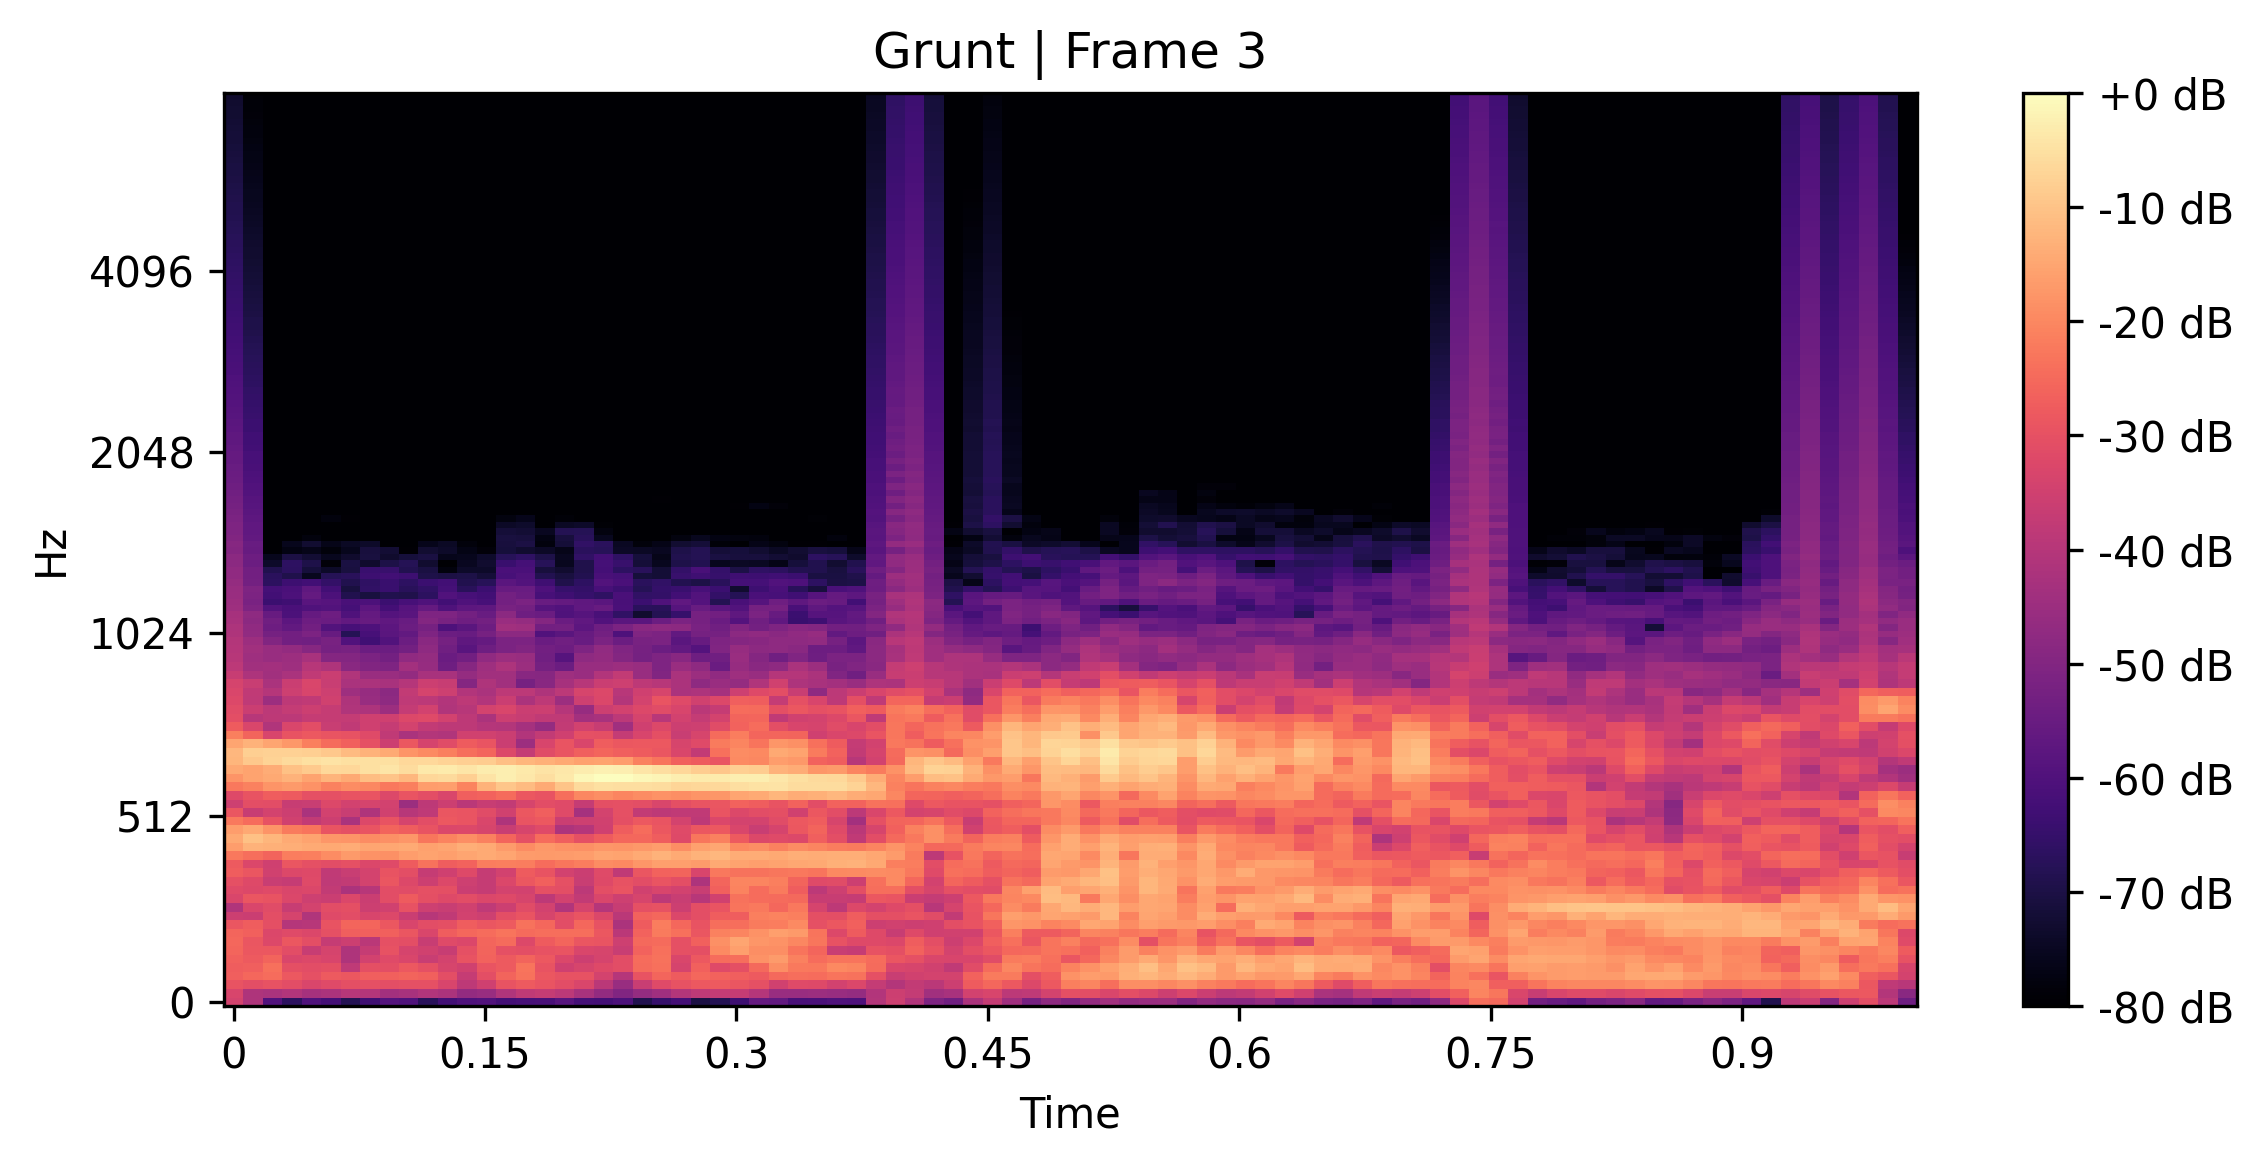 Grunt | Frame 3
+0 dB
-10 dB
-20 dB
-30 dB
-40 dB
-50 dB
-60 dB
-70 dB
-80 dB
4096
2048
1024
512
0
Hz
0 0.15 0.3 0.45 0.6 0.75 0.9
Time